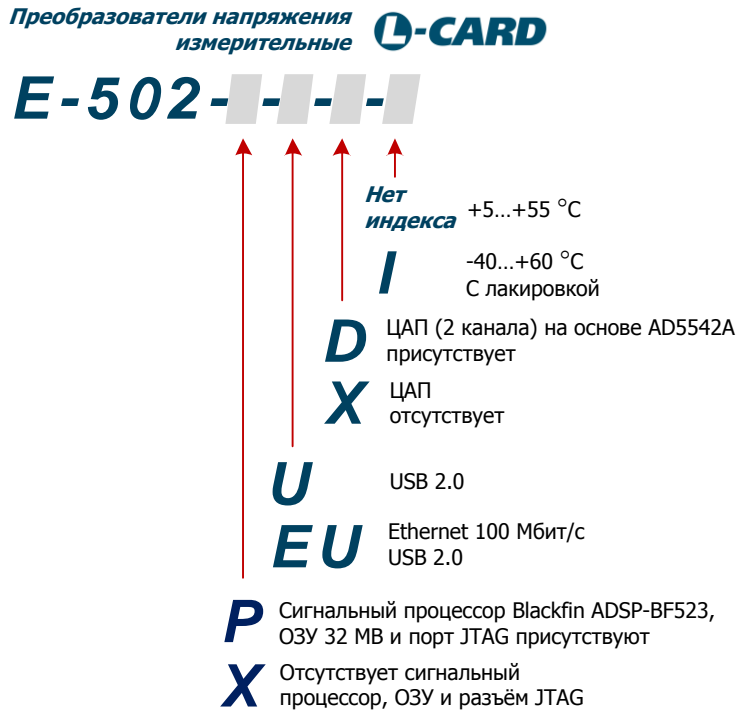 Преобразователи напряжения
измерительные
L-CARD
E-502- - - -
Нет
индекса
+5...+55 °C
I
-40...+60 °C
С лакировкой
D
ЦАП (2 канала) на основе AD5542A
присутствует
X
ЦАП
отсутствует
U
USB 2.0
EU
Ethernet 100 Мбит/с
USB 2.0
P
Сигнальный процессор Blackfin ADSP-BF523,
ОЗУ 32 MB и порт JTAG присутствуют
X
Отсутствует сигнальный
процессор, ОЗУ и разъём JTAG